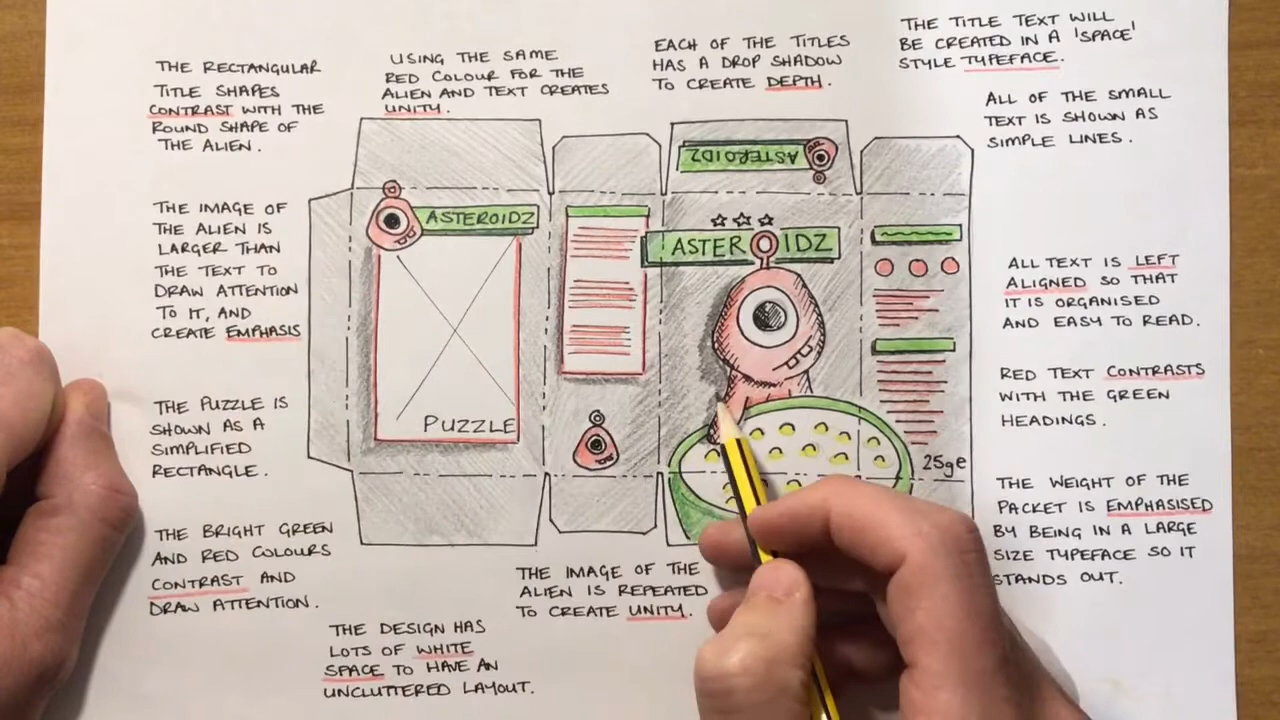 THE RECTANGULAR
TITLE SHAPES
CONTRAST WITH THE
ROUND SHAPE OF
THE ALIEN.
USING THE SAME
RED COLOUR FOR THE
ALIEN AND TEXT CREATES
UNITY.
EACH OF THE TITLES
HAS A DROP SHADOW
TO CREATE DEPTH.
THE TITLE TEXT WILL
BE CREATED IN A 'SPACE'
STYLE TYPEFACE.
ALL OF THE SMALL
TEXT IS SHOWN AS
SIMPLE LINES.
THE IMAGE OF
THE ALIEN IS
LARGER THAN
THE TEXT TO
DRAW ATTENTION
TO IT, AND
CREATE EMPHASIS
ASTEROIDZ
ASTEROIDZ
ASTEROIDZ
PUZZLE
25ge
ALL TEXT IS LEFT
ALIGNED SO THAT
IT IS ORGANISED
AND EASY TO READ.
RED TEXT CONTRASTS
WITH THE GREEN
HEADINGS.
THE PUZZLE IS
SHOWN AS A
SIMPLIFIED
RECTANGLE.
THE WEIGHT OF THE
PACKET IS EMPHASISED
BY BEING IN A LARGE
SIZE TYPEFACE SO IT
STANDS OUT.
THE BRIGHT GREEN
AND RED COLOURS
CONTRAST AND
DRAW ATTENTION.
THE IMAGE OF THE
ALIEN IS REPEATED
TO CREATE UNITY.
THE DESIGN HAS
LOTS OF WHITE
SPACE TO HAVE AN
UNCLUTTERED LAYOUT.